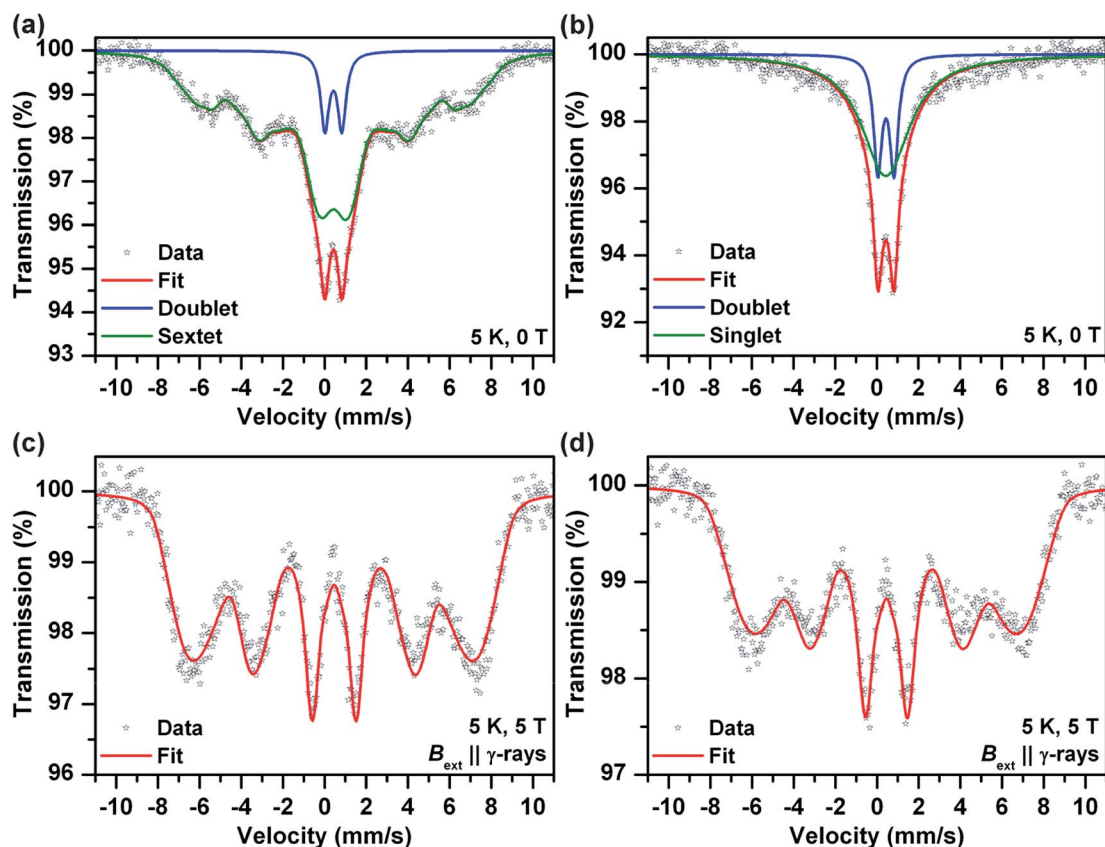 (a)
100
99
98
97
96
95
94
93
Transmission (%)
Data
Fit
Doublet
Sextet
5 K, 0 T
-10 -8 -6 -4 -2 0 2 4 6 8 10
Velocity (mm/s)
(b)
100
98
96
94
92
Transmission (%)
Data
Fit
Doublet
Singlet
5 K, 0 T
-10 -8 -6 -4 -2 0 2 4 6 8 10
Velocity (mm/s)
(c)
100
99
98
97
96
Transmission (%)
Data
Fit
5 K, 5 T
Bext || γ-rays
-10 -8 -6 -4 -2 0 2 4 6 8 10
Velocity (mm/s)
(d)
100
99
98
97
Transmission (%)
Data
Fit
5 K, 5 T
Bext || γ-rays
-10 -8 -6 -4 -2 0 2 4 6 8 10
Velocity (mm/s)